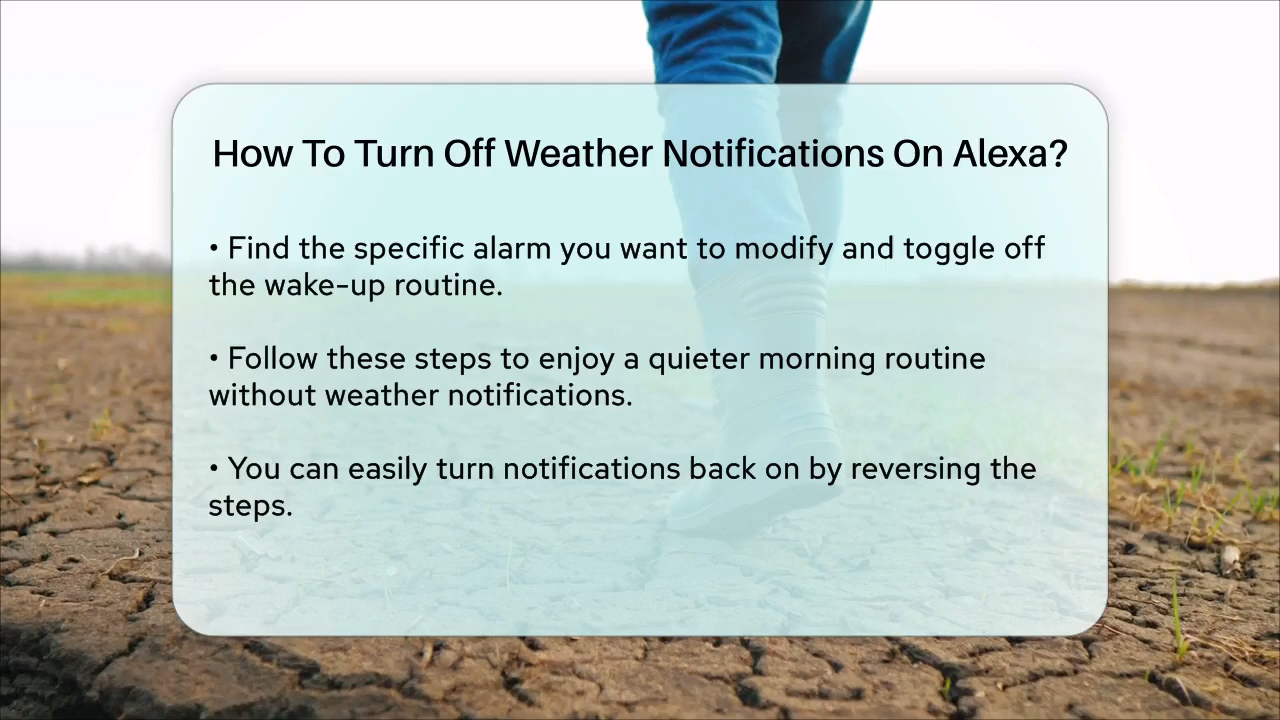 How To Turn Off Weather Notifications On Alexa?
• Find the specific alarm you want to modify and toggle off
the wake-up routine.
• Follow these steps to enjoy a quieter morning routine
without weather notifications.
• You can easily turn notifications back on by reversing the
steps.